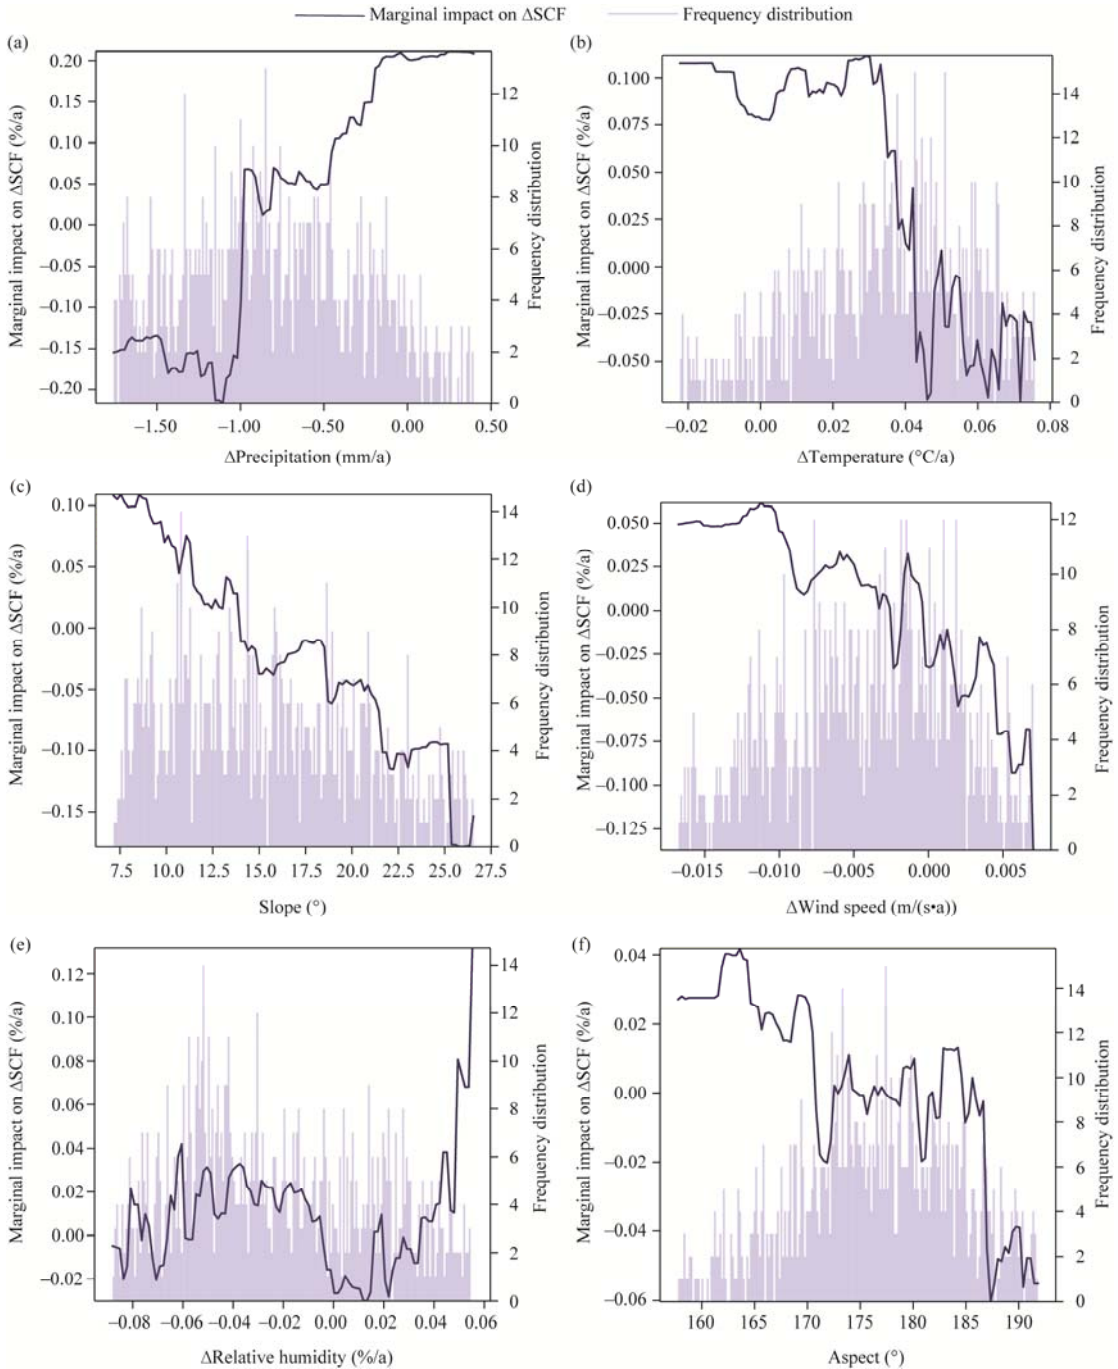 Marginal impact on ΔSCF Frequency distribution
(a)
Marginal impact on ΔSCF (%/a)
0.20
0.15
0.10
0.05
0.00
−0.05
−0.10
−0.15
−0.20
12
10
8
6
4
2
0
Frequency distribution
−1.50 −1.00 −0.50 0.00 0.50
ΔPrecipitation (mm/a)
(b)
Marginal impact on ΔSCF (%/a)
0.100
0.075
0.050
0.025
0.000
−0.025
−0.050
14
12
10
8
6
4
2
0
Frequency distribution
−0.02 0.00 0.02 0.04 0.06 0.08
ΔTemperature (°C/a)
(c)
Marginal impact on ΔSCF (%/a)
0.10
0.05
0.00
−0.05
−0.10
−0.15
14
12
10
8
6
4
2
0
Frequency distribution
7.5 10.0 12.5 15.0 17.5 20.0 22.5 25.0 27.5
Slope (°)
(d)
Marginal impact on ΔSCF (%/a)
0.050
0.025
0.000
−0.025
−0.050
−0.075
−0.100
−0.125
12
10
8
6
4
2
0
Frequency distribution
−0.015 −0.010 −0.005 0.000 0.005
ΔWind speed (m/(s•a))
(e)
Marginal impact on ΔSCF (%/a)
0.12
0.10
0.08
0.06
0.04
0.02
0.00
−0.02
14
12
10
8
6
4
2
0
Frequency distribution
−0.08 −0.06 −0.04 −0.02 0.00 0.02 0.04 0.06
ΔRelative humidity (%/a)
(f)
Marginal impact on ΔSCF (%/a)
0.04
0.02
0.00
−0.02
−0.04
−0.06
14
12
10
8
6
4
2
0
Frequency distribution
160 165 170 175 180 185 190
Aspect (°)